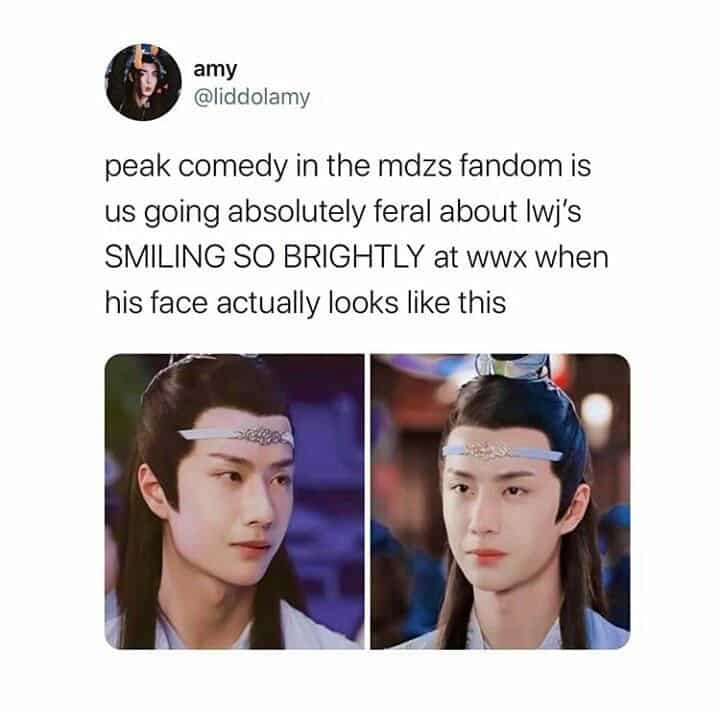 amy
@liddolamy
peak comedy in the mdzs fandom is
us going absolutely feral about lwj's
SMILING SO BRIGHTLY at wwx when
his face actually looks like this